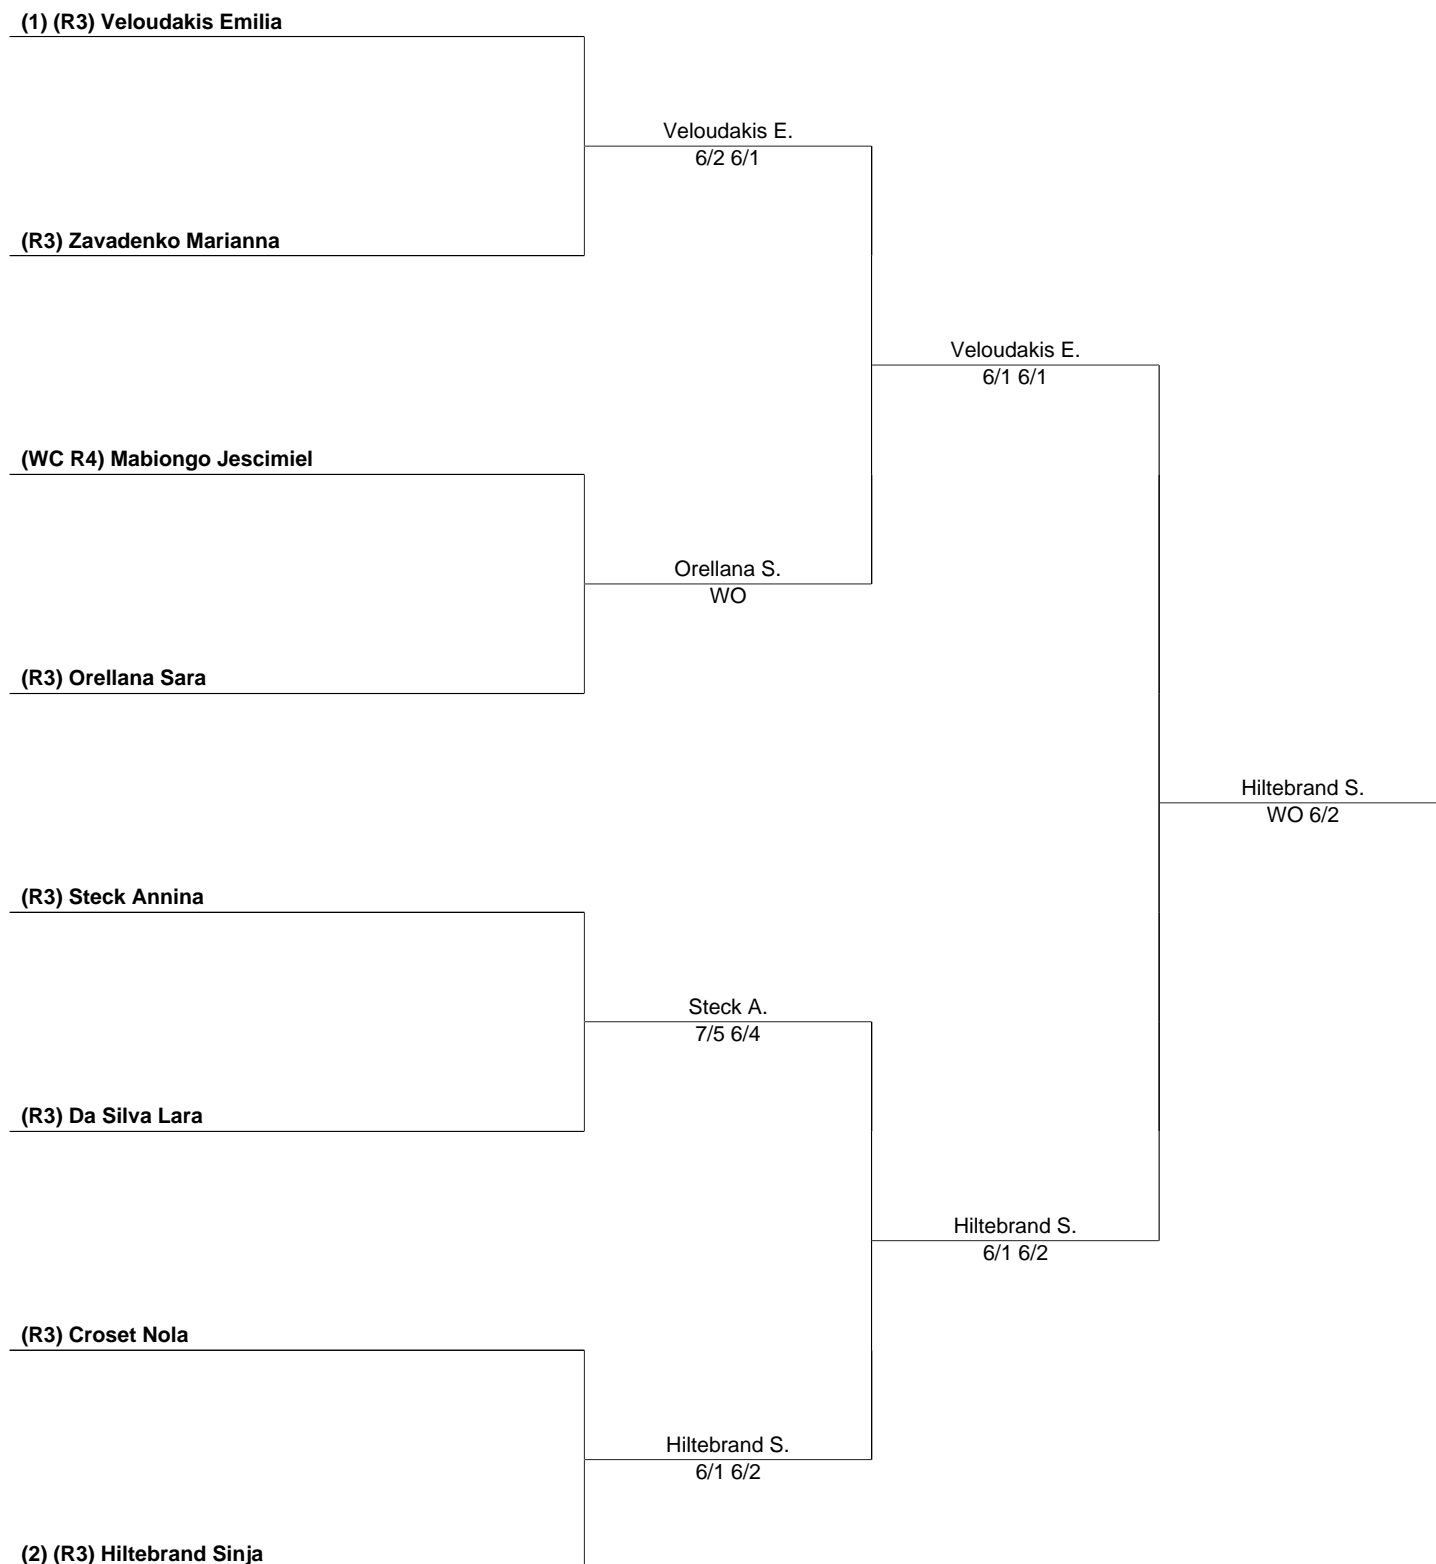 (1) (R3) Veloudakis Emilia
Veloudakis E.
6/2 6/1
(R3) Zavadenko Marianna
Veloudakis E.
6/1 6/1
(WC R4) Mabiongo Jescimiel
Orellana S.
WO
(R3) Orellana Sara
Hiltebrand S.
WO 6/2
(R3) Steck Annina
Steck A.
7/5 6/4
(R3) Da Silva Lara
Hiltebrand S.
6/1 6/2
(R3) Croset Nola
Hiltebrand S.
6/1 6/2
(2) (R3) Hiltebrand Sinja